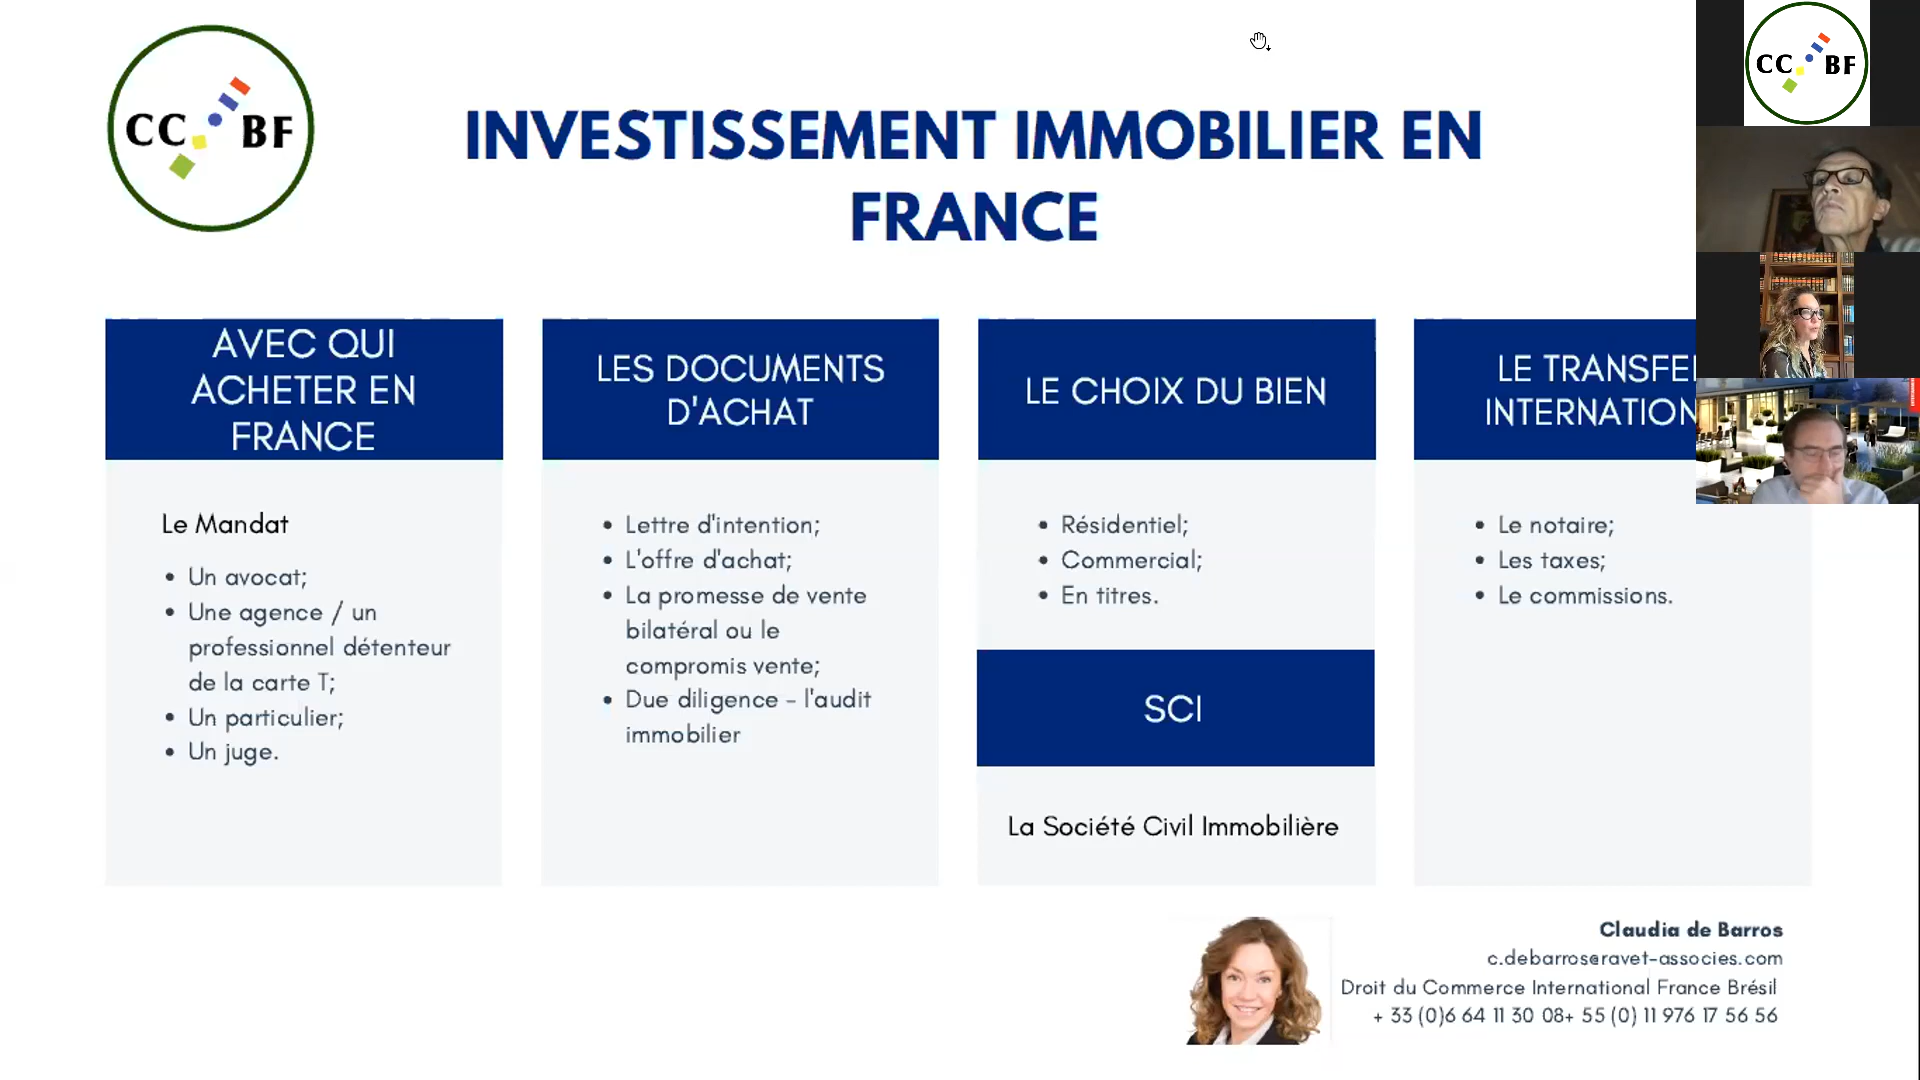 CC BF
INVESTISSEMENT IMMOBILIER EN
FRANCE
AVEC QUI
ACHETER EN
FRANCE
Le Mandat
Un avocat;
Une agence / un
professionnel détenteur
de la carte T;
Un particulier;
Un juge.
LES DOCUMENTS
D'ACHAT
Lettre d'intention;
L'offre d'achat;
La promesse de vente
bilatéral ou le
compromis vente;
Due diligence - l'audit
immobilier
LE CHOIX DU BIEN
Résidentiel;
Commercial;
En titres.
SCI
La Société Civil Immobilière
LE TRANSFE
INTERNATION
Le notaire;
Les taxes;
Le commissions.
Claudia de Barros
c.debarros@ravet-associes.com
Droit du Commerce International France Brésil
+ 33 (0)6 64 11 30 08+ 55 (0) 11 976 17 56 56
CC BF